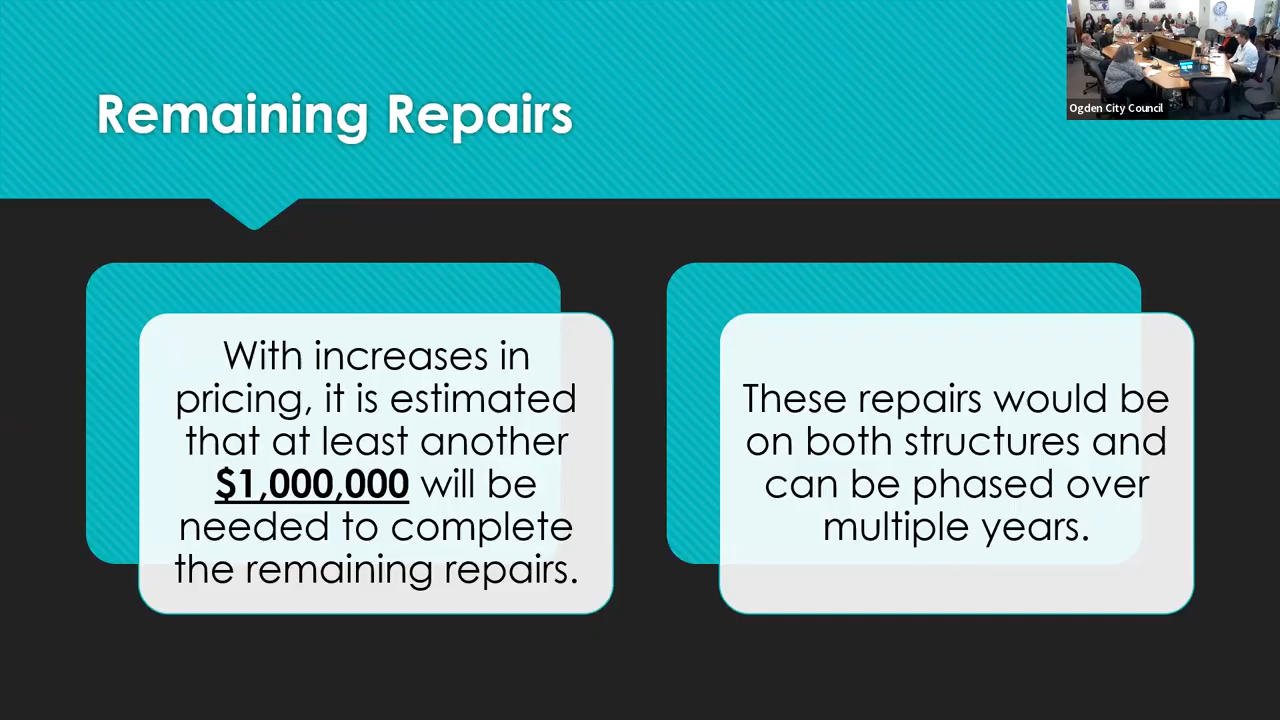 Remaining Repairs
Ogden City Council
With increases in
pricing, it is estimated
that at least another
$1,000,000 will be
needed to complete
the remaining repairs.
These repairs would be
on both structures and
can be phased over
multiple years.